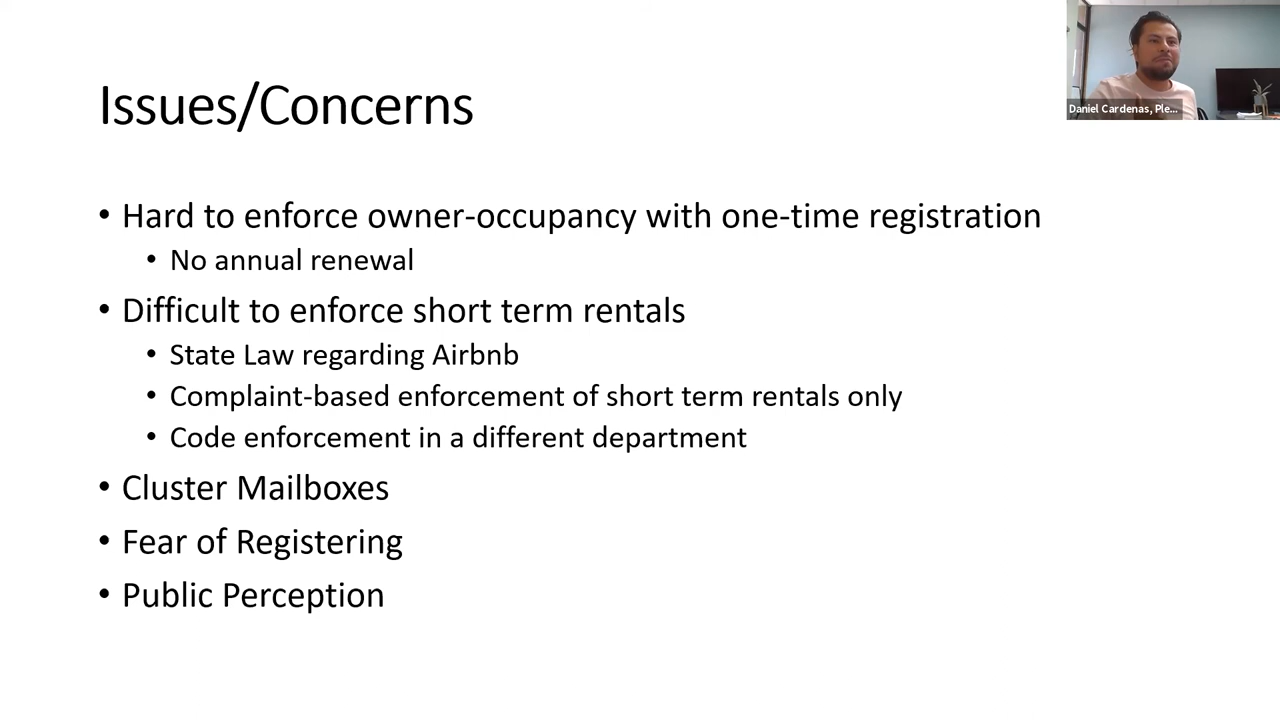 Issues/Concerns
Daniel Cardenas, Ple...
• Hard to enforce owner-occupancy with one-time registration
• No annual renewal
• Difficult to enforce short term rentals
• State Law regarding Airbnb
• Complaint-based enforcement of short term rentals only
• Code enforcement in a different department
• Cluster Mailboxes
• Fear of Registering
• Public Perception